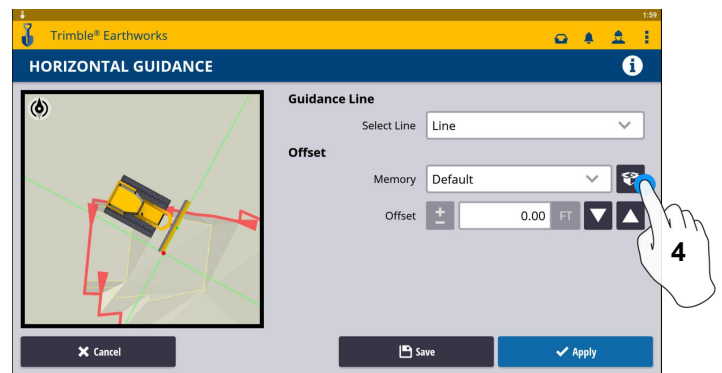 1:59
Trimble® Earthworks
HORIZONTAL GUIDANCE
Guidance Line
Select Line Line
Offset
Memory Default
Offset ± 0.00 FT
4
Cancel Save Apply